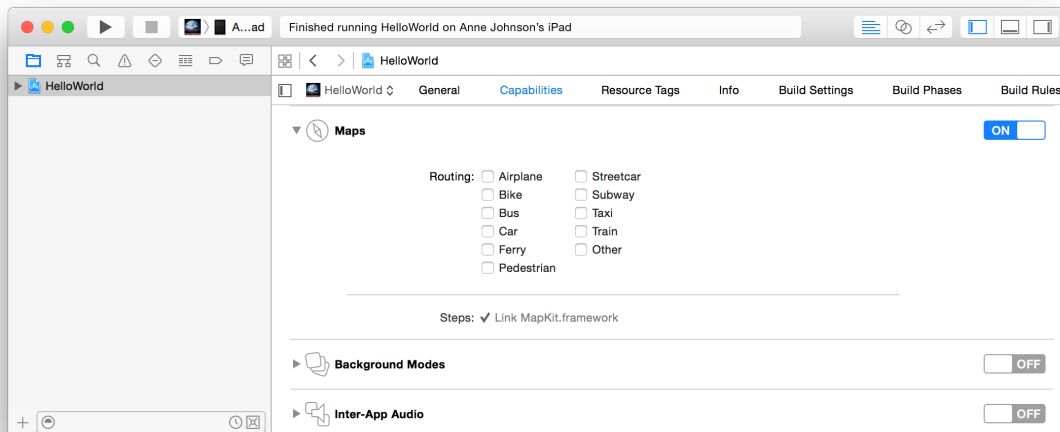 A...ad
Finished running HelloWorld on Anne Johnson's iPad
HelloWorld
HelloWorld
HelloWorld General Capabilities Resource Tags Info Build Settings Build Phases Build Rules
Maps ON
Routing: Airplane Streetcar
Bike Subway
Bus Taxi
Car Train
Ferry Other
Pedestrian
Steps: Link MapKit.framework
Background Modes OFF
Inter-App Audio OFF